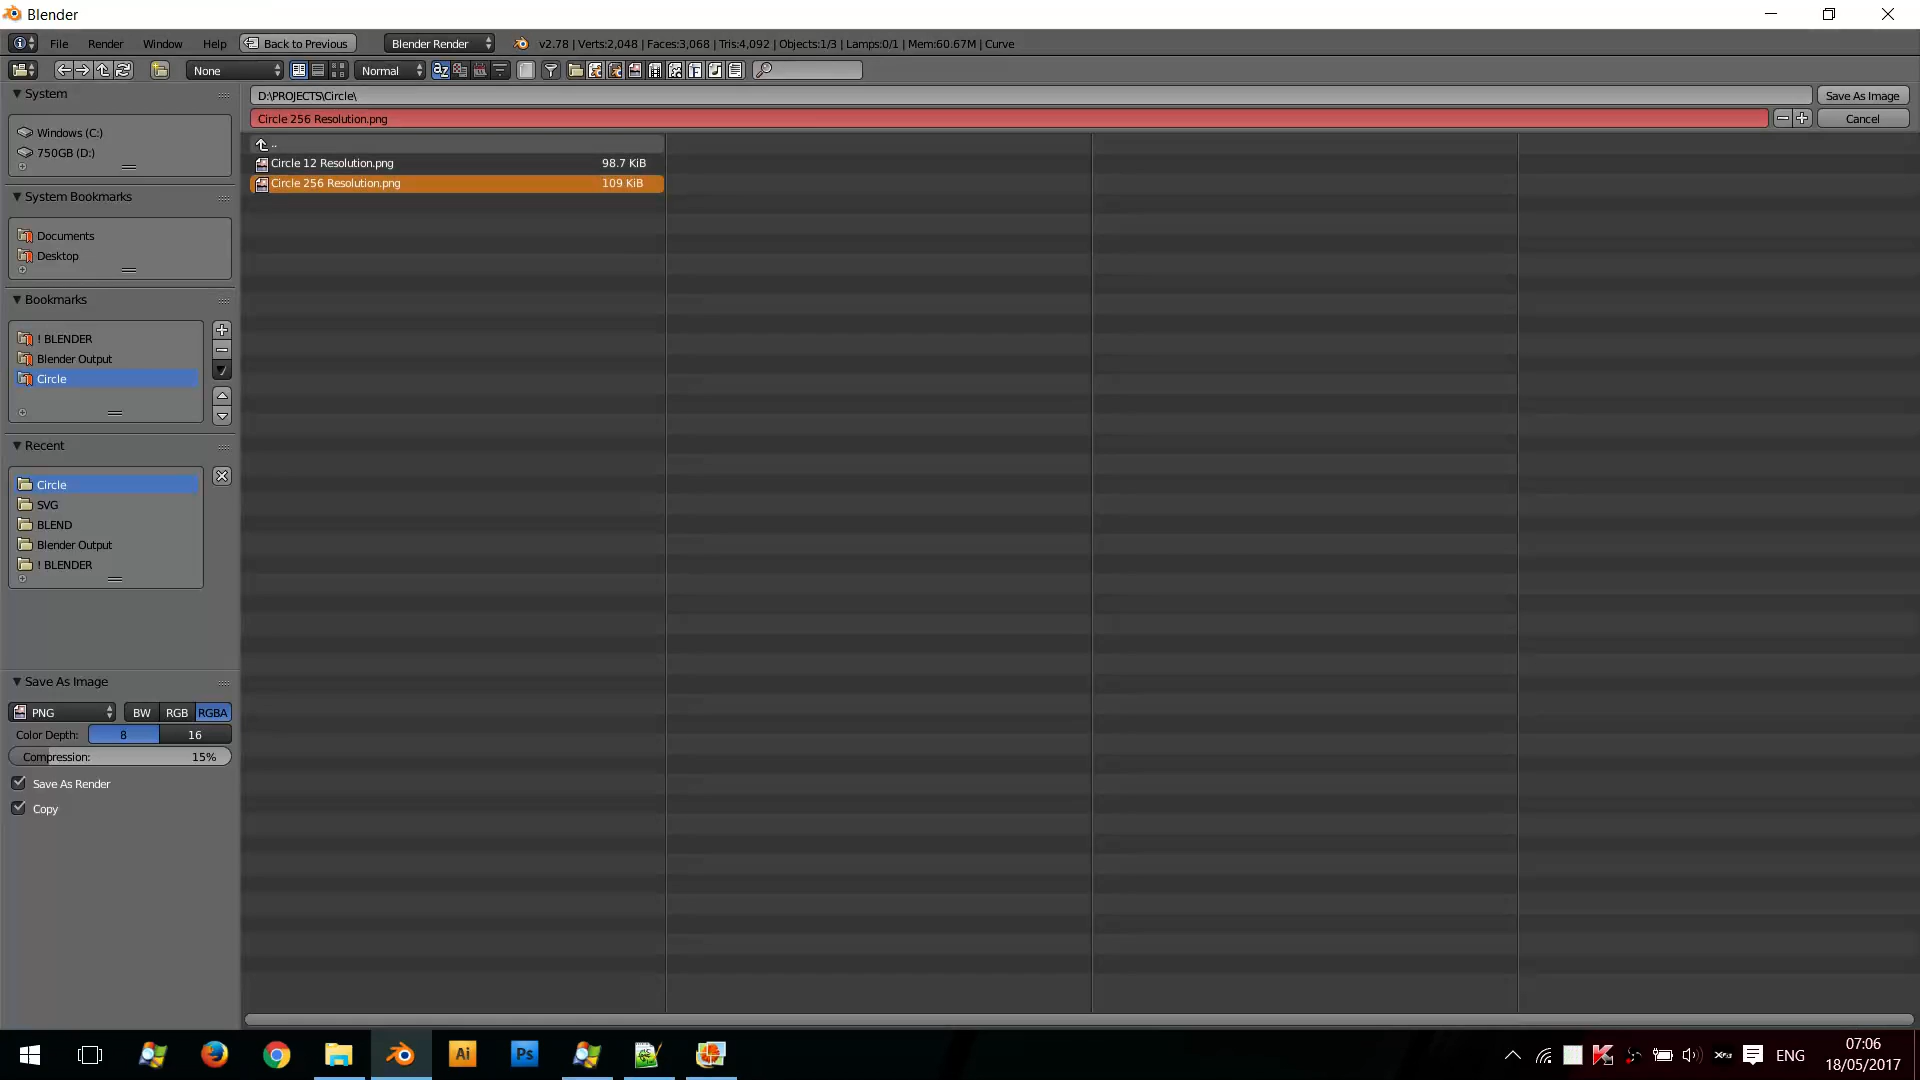 Blender
File Render Window Help Back to Previous Blender Render v2.78 | Verts:2,048 | Faces:3,068 | Tris:4,092 | Objects:1/3 | Lamps:0/1 | Mem:60.67M | Curve
None Normal
System
Windows (C:)
750GB (D:)
System Bookmarks
Documents
Desktop
Bookmarks
! BLENDER
Blender Output
Circle
Recent
Circle
SVG
BLEND
Blender Output
! BLENDER
Save As Image
PNG BW RGB RGBA
Color Depth: 8 16
Compression: 15%
Save As Render
Copy
D:\PROJECTS\Circle\ Save As Image
Circle 256 Resolution.png Cancel
..
Circle 12 Resolution.png 98.7 KiB
Circle 256 Resolution.png 109 KiB
Ai Ps ENG
07:06
18/05/2017